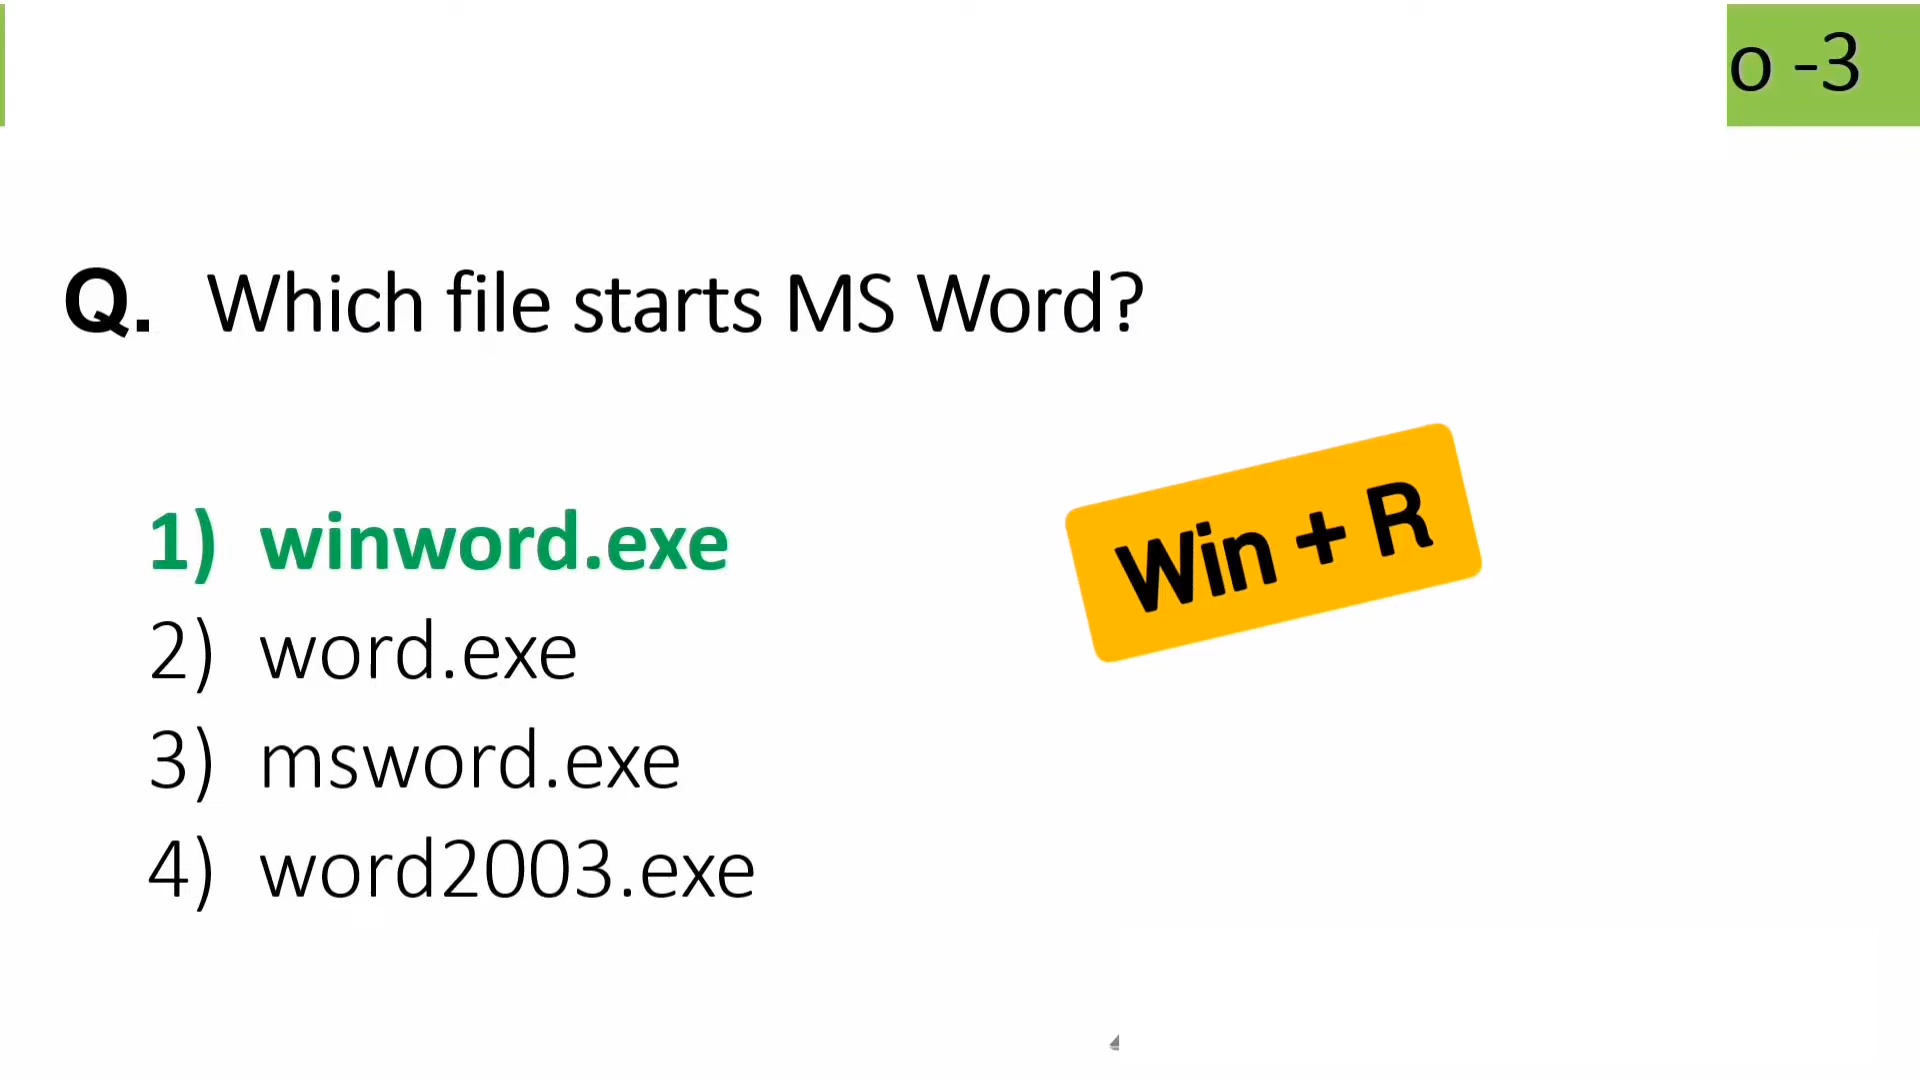 o -3
Q. Which file starts MS Word?
1) winword.exe
Win + R
2) word.exe
3) msword.exe
4) word2003.exe